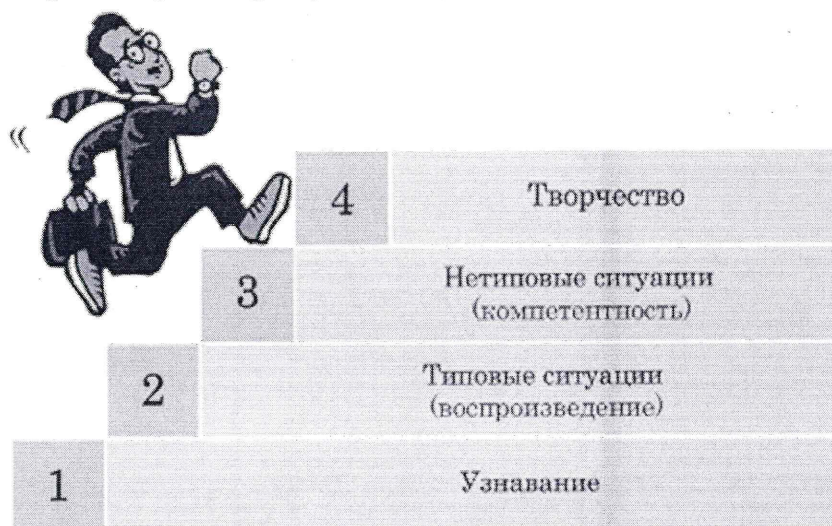 «
4 Творчество
3 Нетиповые ситуации
(компетентность)
2 Типовые ситуации
(воспроизведение)
1 Узнавание